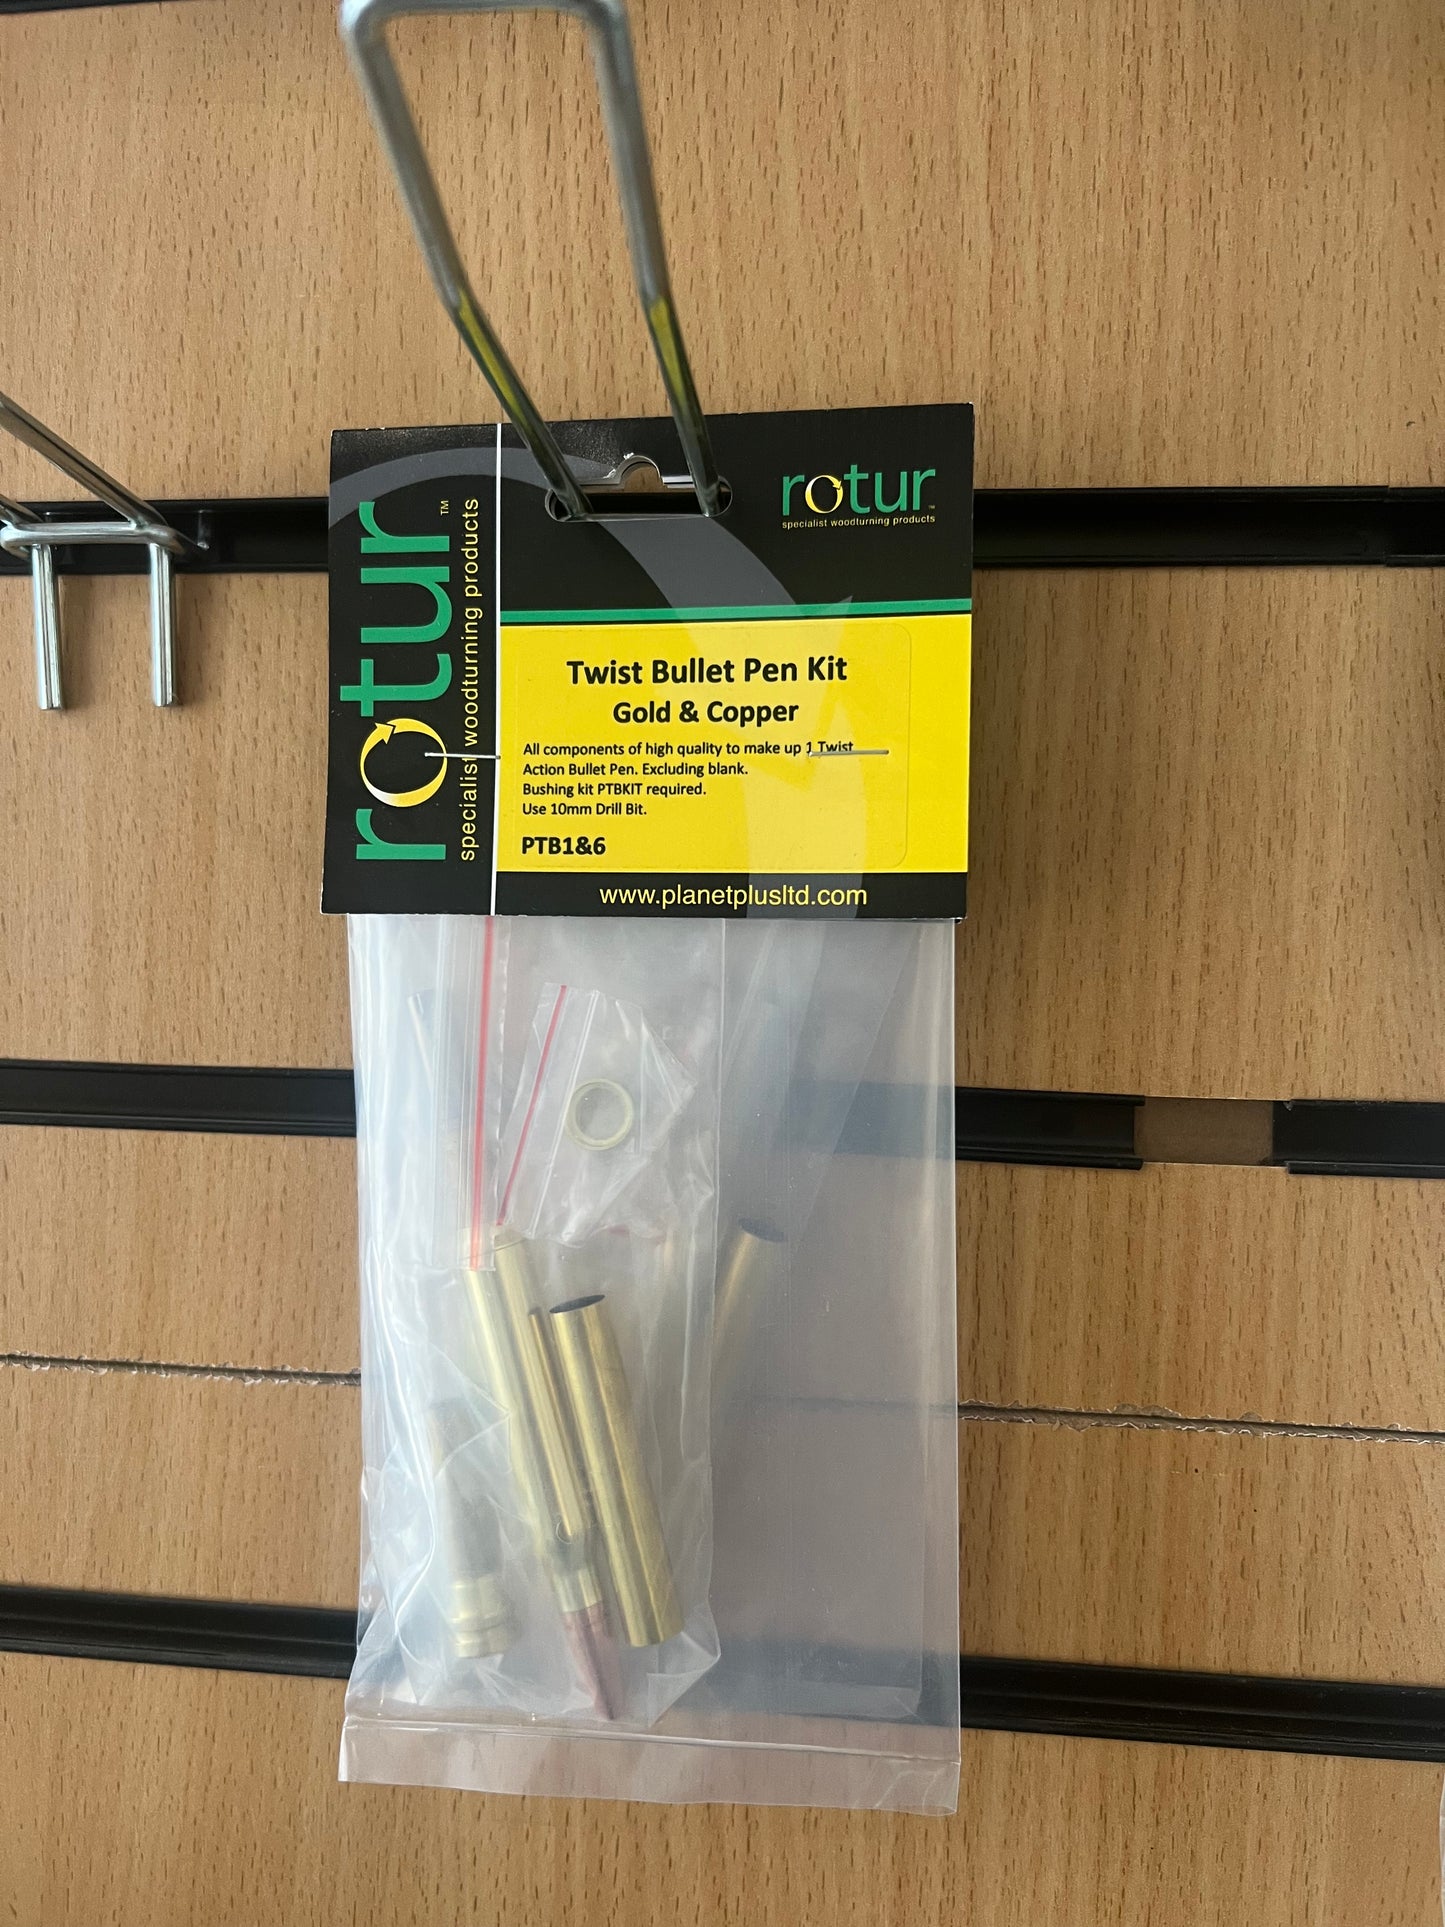 rotur™
specialist woodturning products
rotur™
specialist woodturning products
Twist Bullet Pen Kit
Gold & Copper
All components of high quality to make up 1 Twist
Action Bullet Pen. Excluding blank.
Bushing kit PTBKIT required.
Use 10mm Drill Bit.
PTB1&6
www.planetplusltd.com